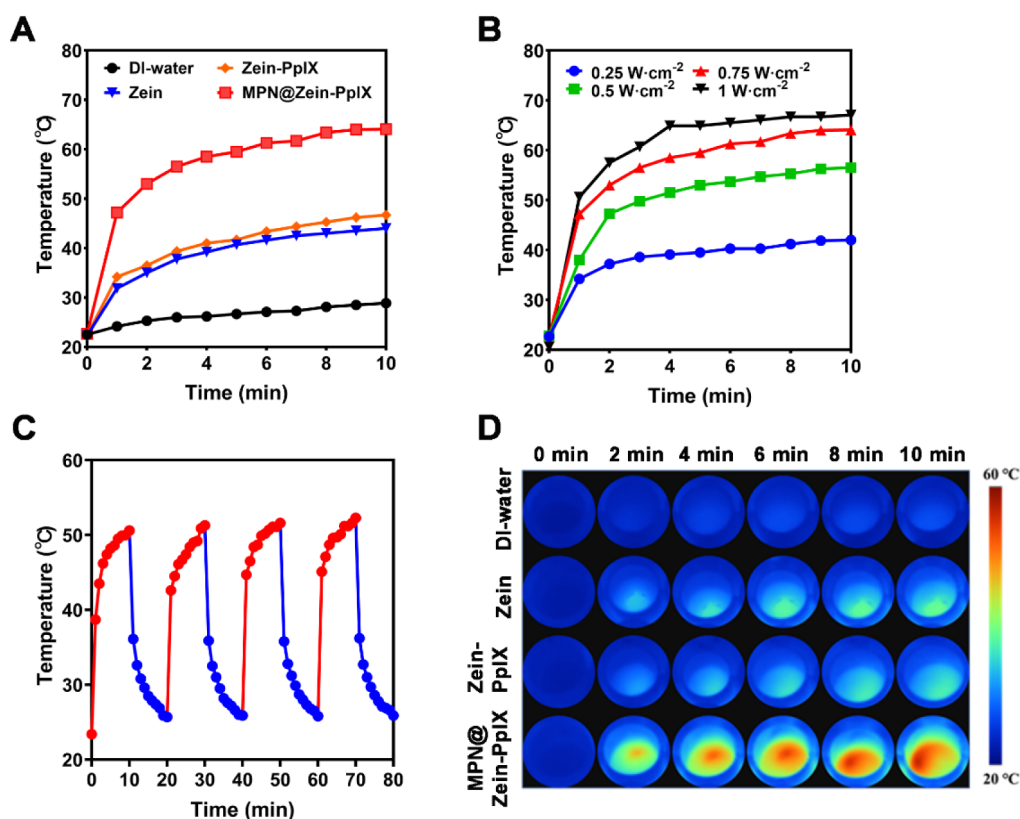 A
80
70
60
50
40
30
20
Temperature (℃)
DI-water
Zein
Zein-PpIX
MPN@Zein-PpIX
0 2 4 6 8 10
Time (min)
B
80
70
60
50
40
30
20
Temperature (℃)
0.25 W·cm⁻²
0.5 W·cm⁻²
0.75 W·cm⁻²
1 W·cm⁻²
0 2 4 6 8 10
Time (min)
C
60
50
40
30
20
Temperature (℃)
0 10 20 30 40 50 60 70 80
Time (min)
D
0 min 2 min 4 min 6 min 8 min 10 min
DI-water
Zein
Zein-
PpIX
MPN@
Zein-PpIX
60 ℃
20 ℃